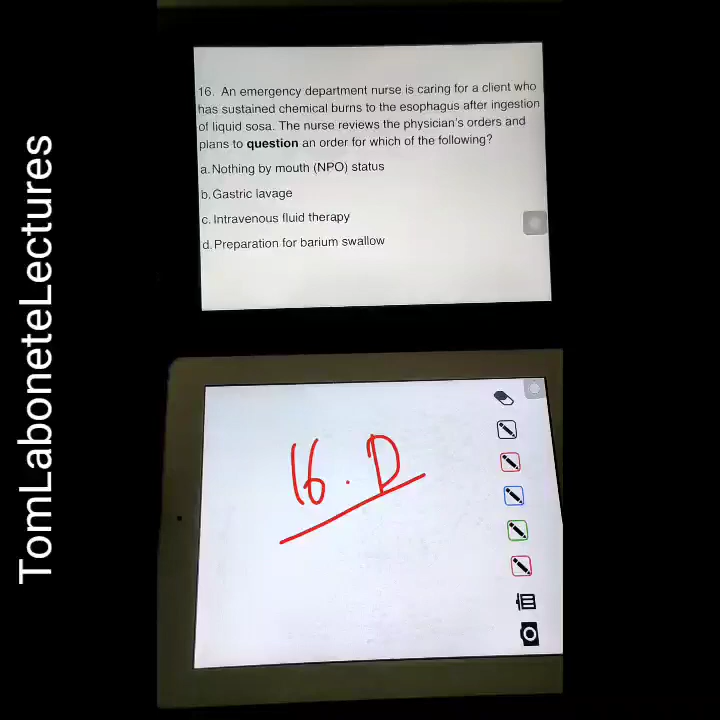 TomLaboneteLectures
16. An emergency department nurse is caring for a client who
has sustained chemical burns to the esophagus after ingestion
of liquid sosa. The nurse reviews the physician's orders and
plans to question an order for which of the following?
a. Nothing by mouth (NPO) status
b. Gastric lavage
c. Intravenous fluid therapy
d. Preparation for barium swallow
16. D